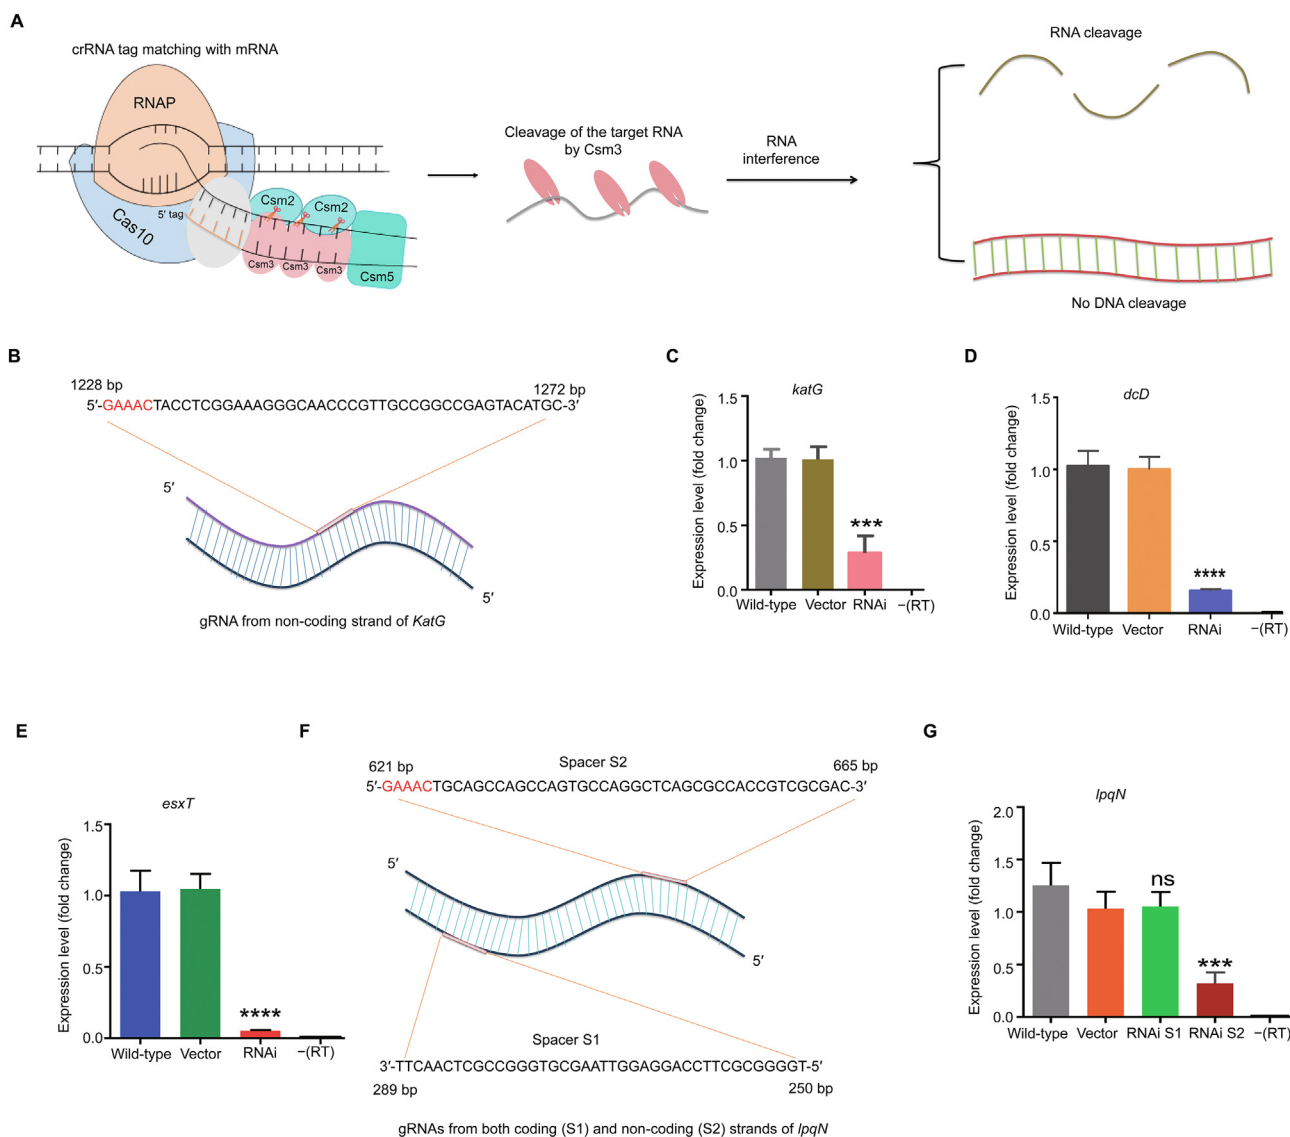 A
crRNA tag matching with mRNA
RNAP
5′ tag
Cas10
Csm2
Csm2
Csm3
Csm3
Csm3
Csm5
Cleavage of the target RNA
by Csm3
RNA
interference
RNA cleavage
No DNA cleavage
B
1228 bp
1272 bp
5′-GAAACTACCTCGGAAAGGGCAACCCGTTGCCGGCCGAGTACATGC-3′
5′
5′
gRNA from non-coding strand of KatG
C
katG
Expression level (fold change)
1.5
1.0
0.5
0.0
***
Wild-type
Vector
RNAi
−(RT)
D
dcD
Expression level (fold change)
1.5
1.0
0.5
0.0
****
Wild-type
Vector
RNAi
−(RT)
E
esxT
Expression level (fold change)
1.5
1.0
0.5
0.0
****
Wild-type
Vector
RNAi
−(RT)
F
621 bp
Spacer S2
665 bp
5′-GAAACTGCAGCCAGCCAGTGCCAGGCTCAGCGCCACCGTCGCGAC-3′
5′
5′
Spacer S1
3′-TTCAACTCGCCGGGTGCGAATTGGAGGACCTTCGCGGGGT-5′
289 bp
250 bp
gRNAs from both coding (S1) and non-coding (S2) strands of lpqN
G
lpqN
Expression level (fold change)
2.0
1.5
1.0
0.5
0.0
ns
***
Wild-type
Vector
RNAi S1
RNAi S2
−(RT)